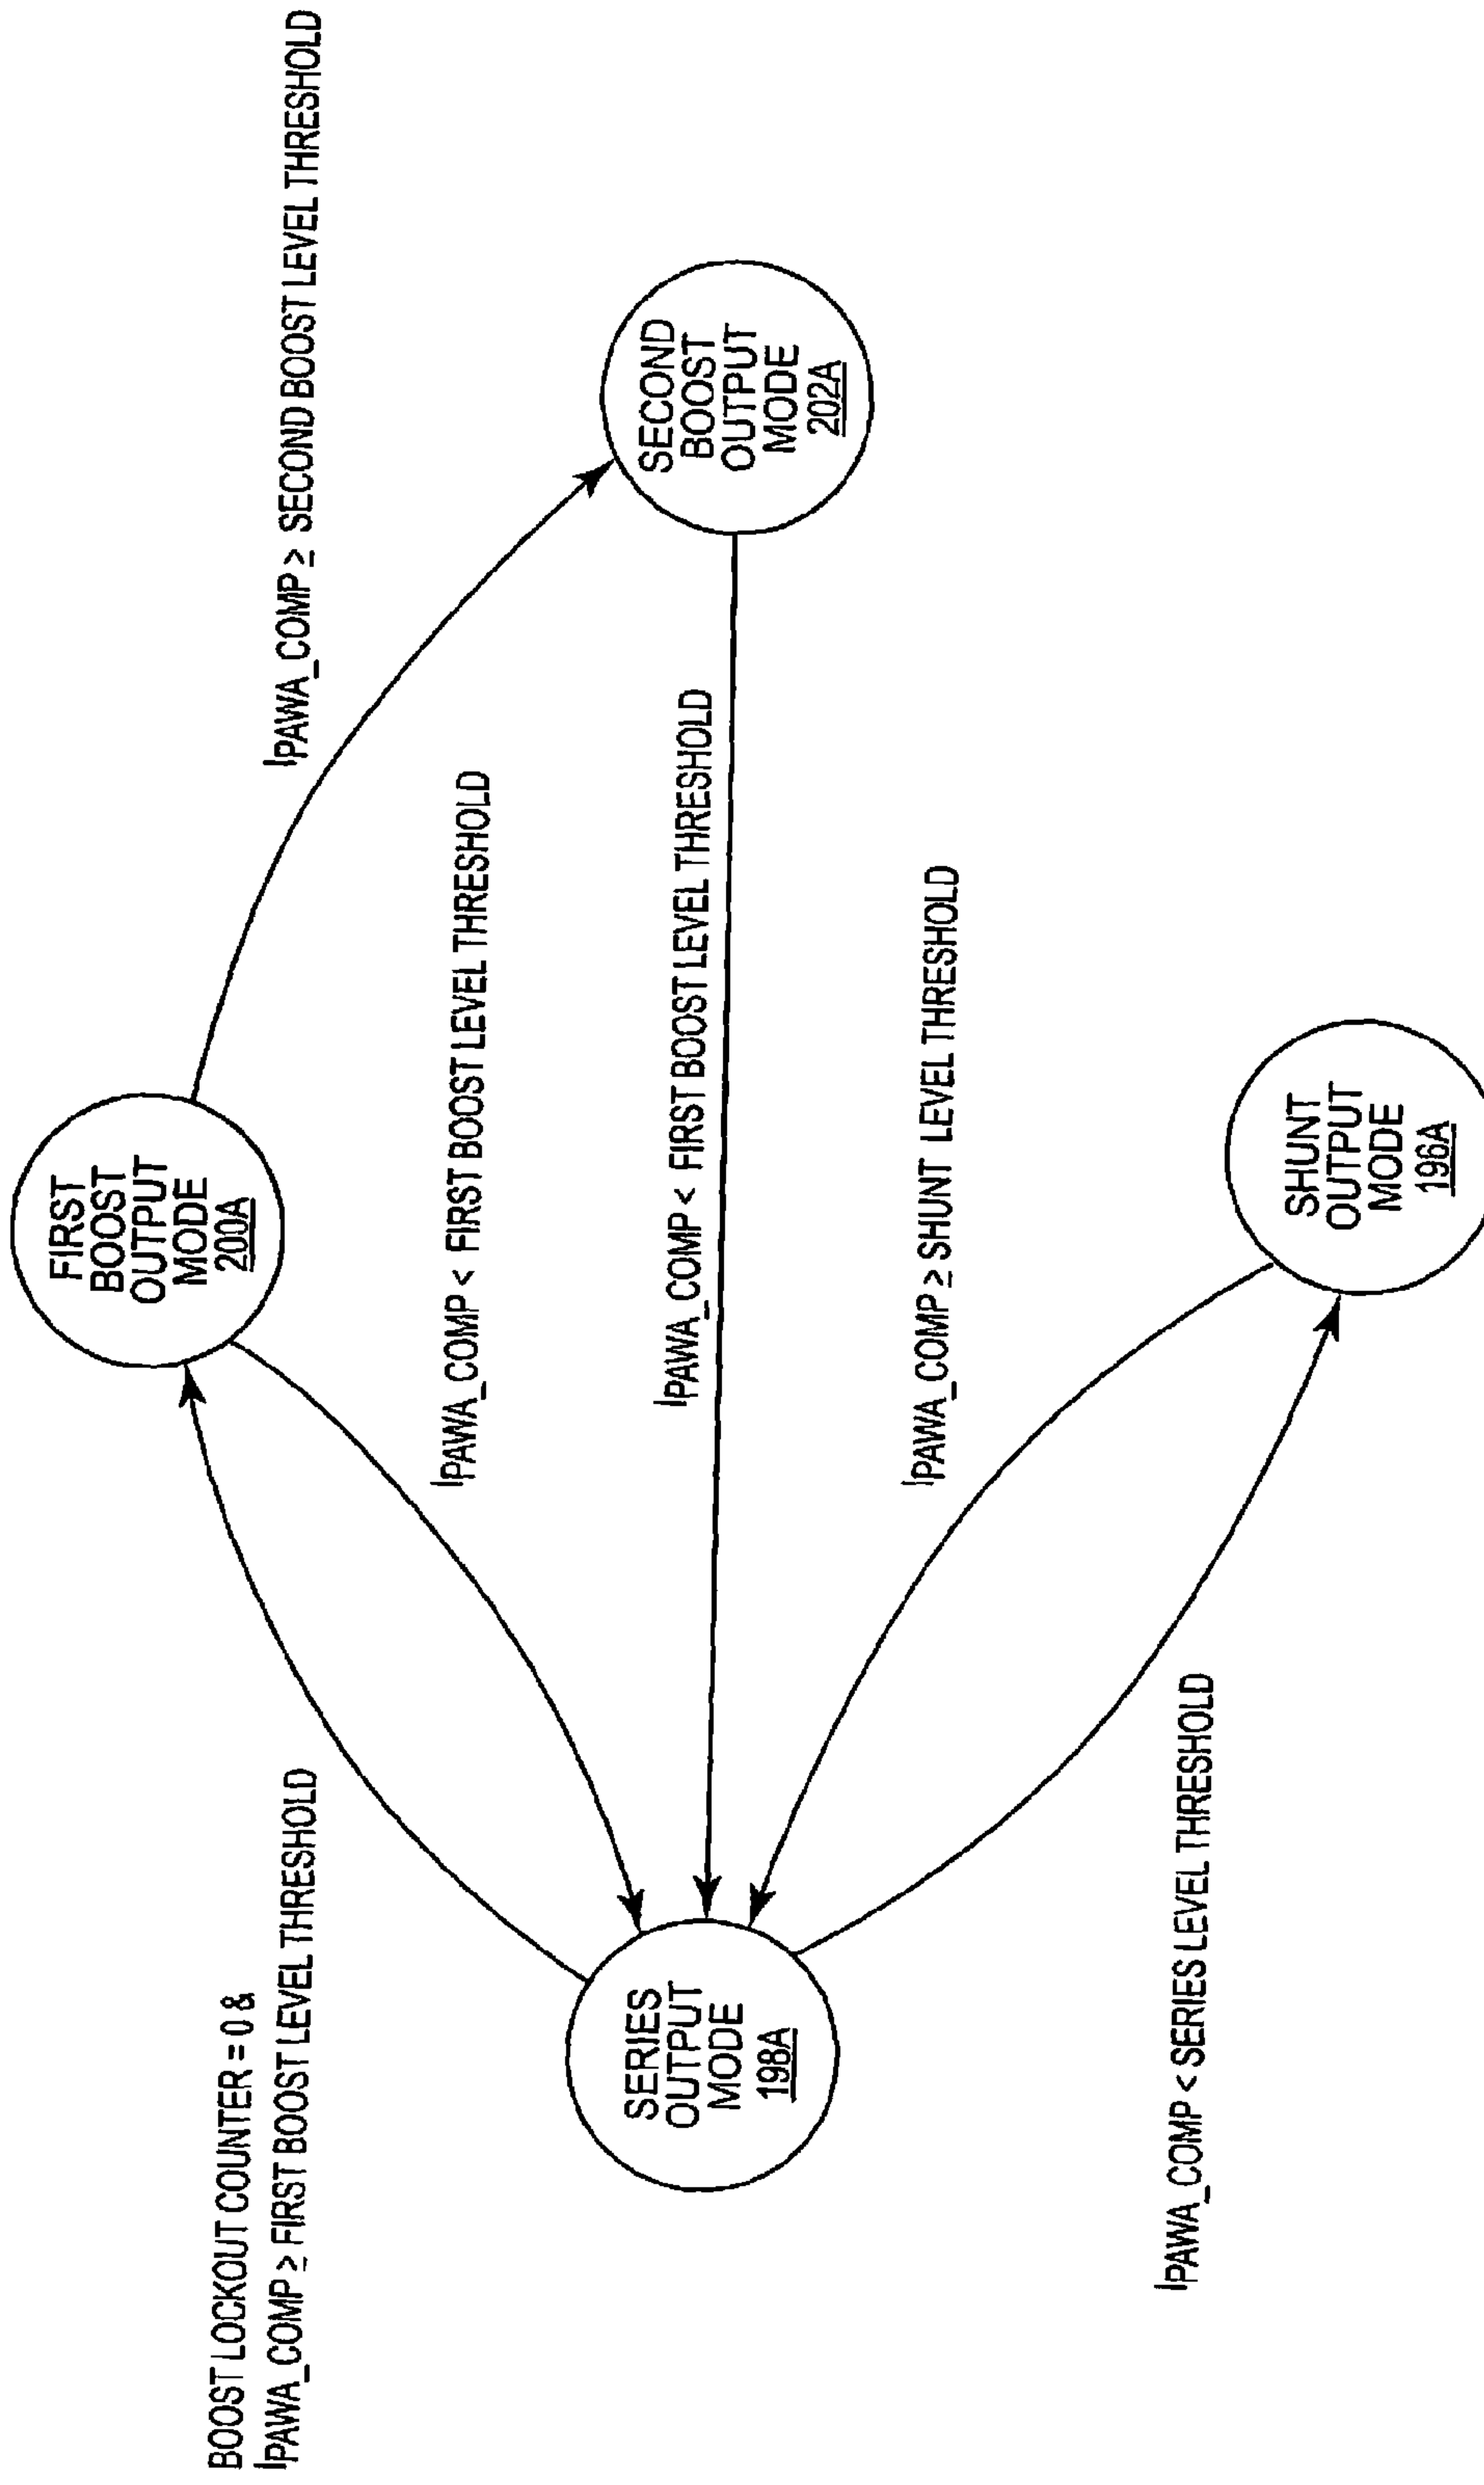 FIRST
BOOST
OUTPUT
MODE
200A
IPAWA_COMP ≥ SECOND BOOST LEVEL THRESHOLD
BOOST LOCKOUT COUNTER = 0 &
IPAWA_COMP ≥ FIRST BOOST LEVEL THRESHOLD
IPAWA_COMP < FIRST BOOST LEVEL THRESHOLD
SERIES
OUTPUT
MODE
198A
IPAWA_COMP < FIRST BOOST LEVEL THRESHOLD
SECOND
BOOST
OUTPUT
MODE
202A
IPAWA_COMP ≥ SHUNT LEVEL THRESHOLD
IPAWA_COMP < SERIES LEVEL THRESHOLD
SHUNT
OUTPUT
MODE
196A